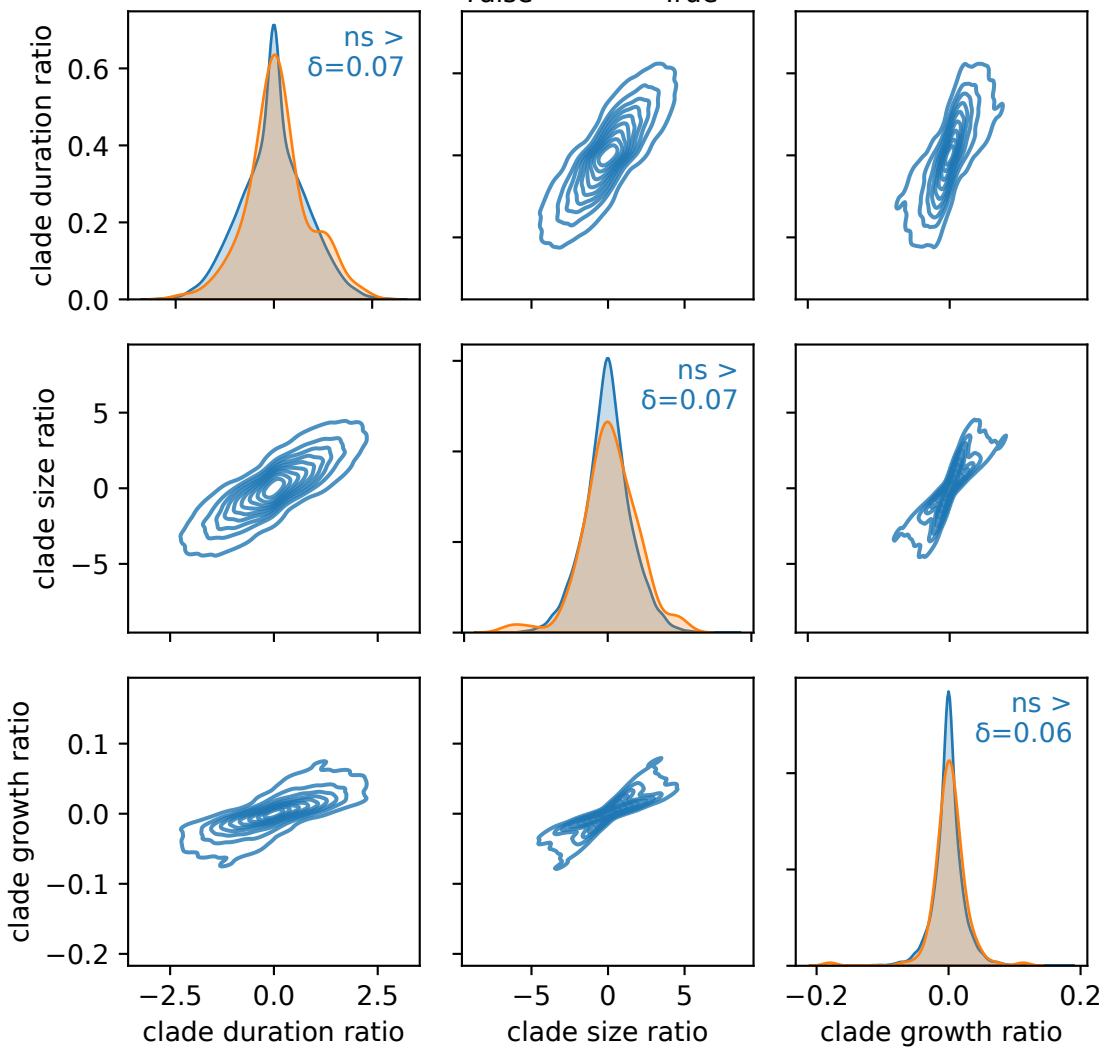 True
clade duration ratio
0.6
0.4
0.2
0.0
ns >
δ=0.07
clade size ratio
5
0
−5
ns >
δ=0.07
clade growth ratio
0.1
0.0
−0.1
−0.2
ns >
δ=0.06
−2.5 0.0 2.5
−5 0 5
−0.2 0.0 0.2
clade duration ratio
clade size ratio
clade growth ratio